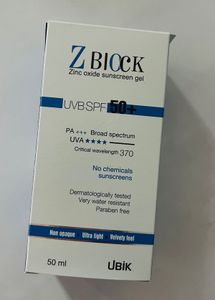 Z BLOCK
Zinc oxide sunscreen gel
UVB SPF 50+
PA +++ Broad spectrum
UVA ★★★★
Critical wavelength 370
No chemicals
sunscreens
Dermatologically tested
Very water resistant
Paraben free
Non opaque Ultra light Velvety feel
50 ml
UBIK